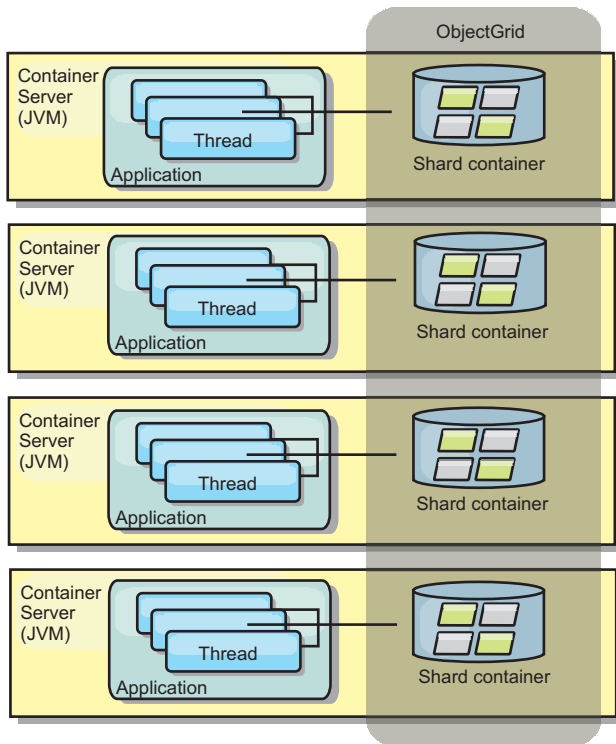 ObjectGrid
Container
Server
(JVM)
Thread
Application
Shard container
Container
Server
(JVM)
Thread
Application
Shard container
Container
Server
(JVM)
Thread
Application
Shard container
Container
Server
(JVM)
Thread
Application
Shard container